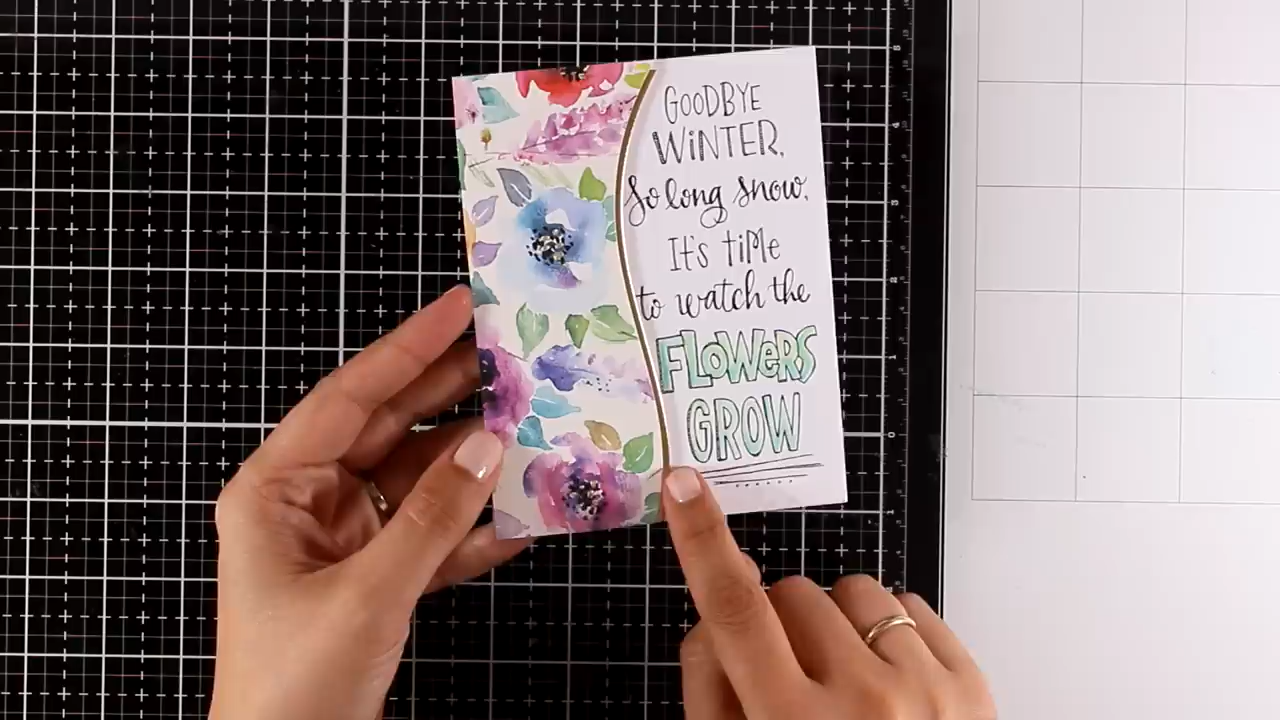 GOODBYE
WINTER,
So long snow,
It's time
to watch the
FLOWERS
GROW